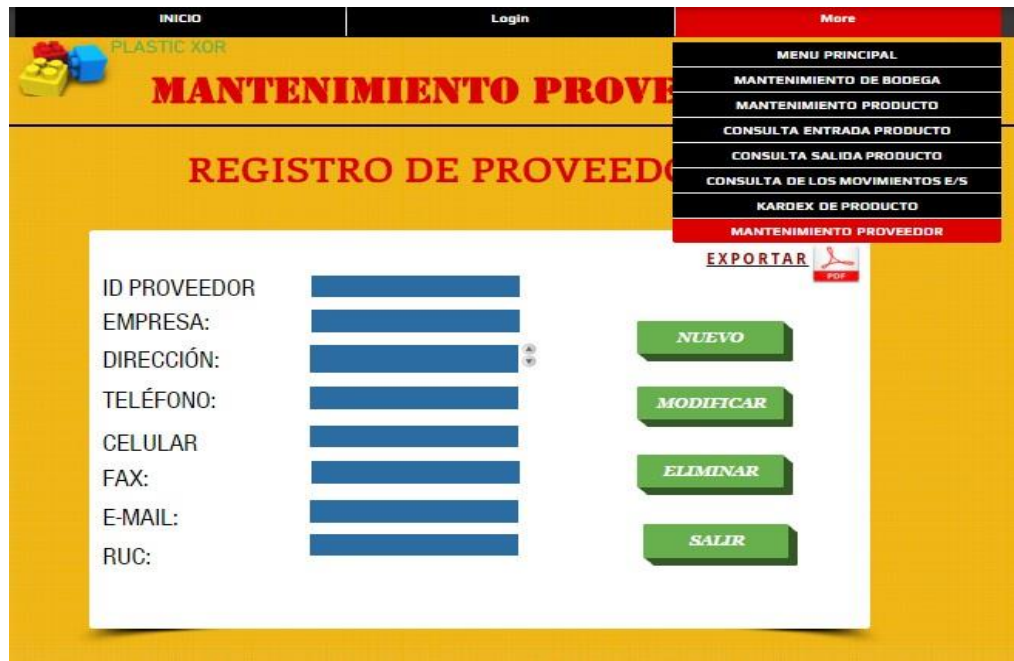 INICIO
Login
More
PLASTIC XOR
MENU PRINCIPAL
MANTENIMIENTO DE BODEGA
MANTENIMIENTO PRODUCTO
CONSULTA ENTRADA PRODUCTO
CONSULTA SALIDA PRODUCTO
CONSULTA DE LOS MOVIMIENTOS E/S
KARDEX DE PRODUCTO
MANTENIMIENTO PROVEEDOR
MANTENIMIENTO PROVE
REGISTRO DE PROVEEDO
EXPORTAR
PDF
ID PROVEEDOR
EMPRESA:
DIRECCIÓN:
TELÉFONO:
CELULAR
FAX:
E-MAIL:
RUC:
NUEVO
MODIFICAR
ELIMINAR
SALIR